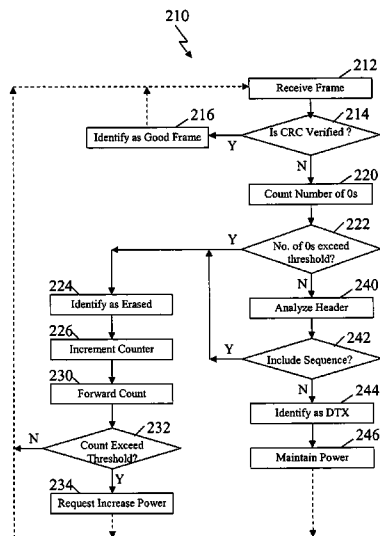 210
212
Receive Frame
214
216
Is CRC Verified ?
Identify as Good Frame
Y
N
220
Count Number of 0s
222
Y
No. of 0s exceed
threshold?
224
N
240
Identify as Erased
Analyze Header
226
242
Increment Counter
Y
Include Sequence?
230
Forward Count
N
244
232
Identify as DTX
N
Count Exceed
Threshold?
246
Maintain Power
234
Y
Request Increase Power